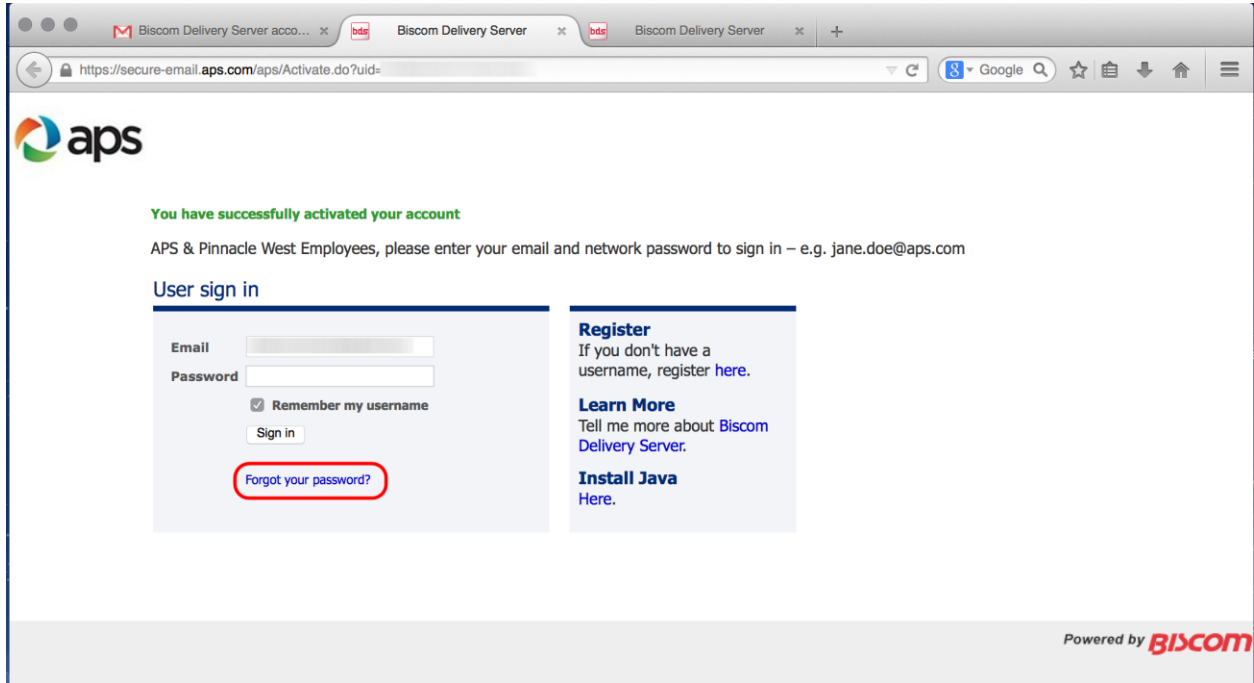 Biscom Delivery Server acco...
bds
Biscom Delivery Server
bds
Biscom Delivery Server
https://secure-email.aps.com/aps/Activate.do?uid=
8
Google
aps
You have successfully activated your account
APS & Pinnacle West Employees, please enter your email and network password to sign in – e.g. jane.doe@aps.com
User sign in
Email
Password
Remember my username
Sign in
Forgot your password?
Register
If you don't have a
username, register here.
Learn More
Tell me more about Biscom
Delivery Server.
Install Java
Here.
Powered by BISCOM